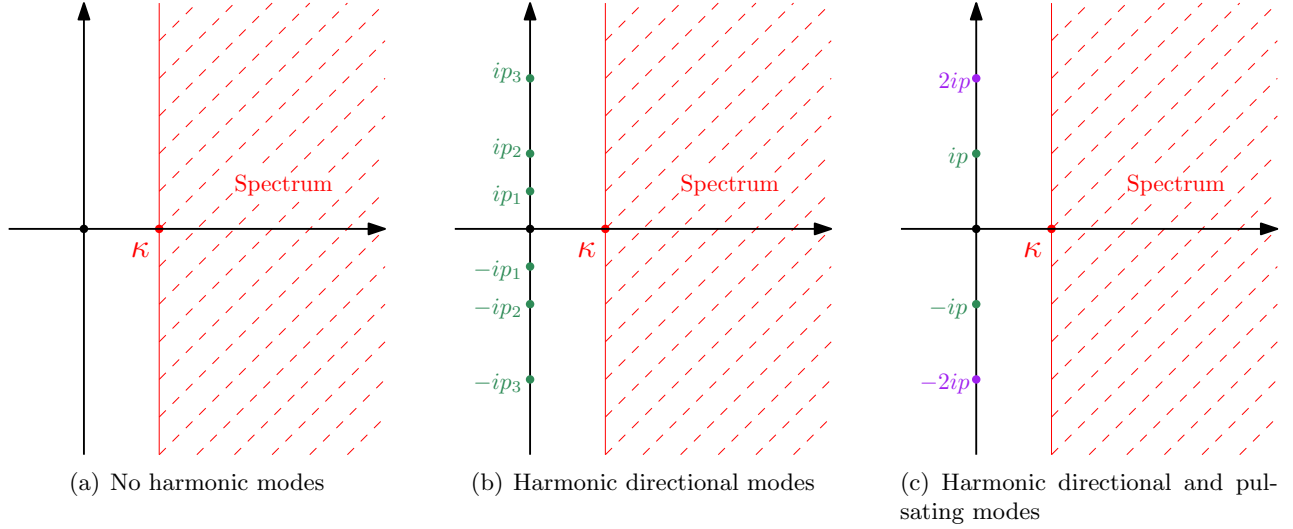 Spectrum
κ
(a) No harmonic modes
ip₃
ip₂
ip₁
Spectrum
κ
−ip₁
−ip₂
−ip₃
(b) Harmonic directional modes
2ip
ip
Spectrum
κ
−ip
−2ip
(c) Harmonic directional and pul-
sating modes